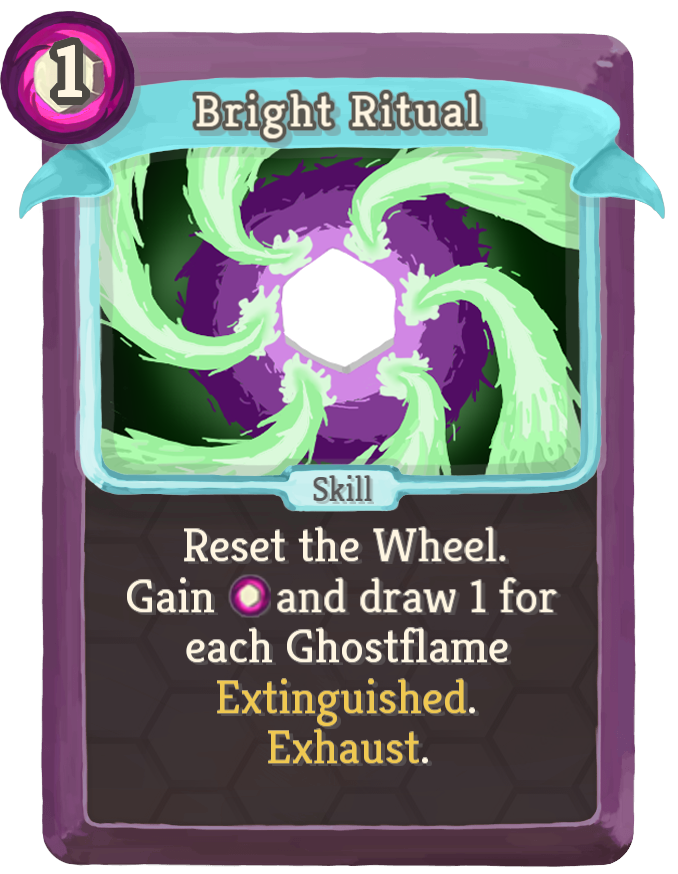 1
Bright Ritual
Skill
Reset the Wheel.
Gain and draw 1 for
each Ghostflame
Extinguished.
Exhaust.